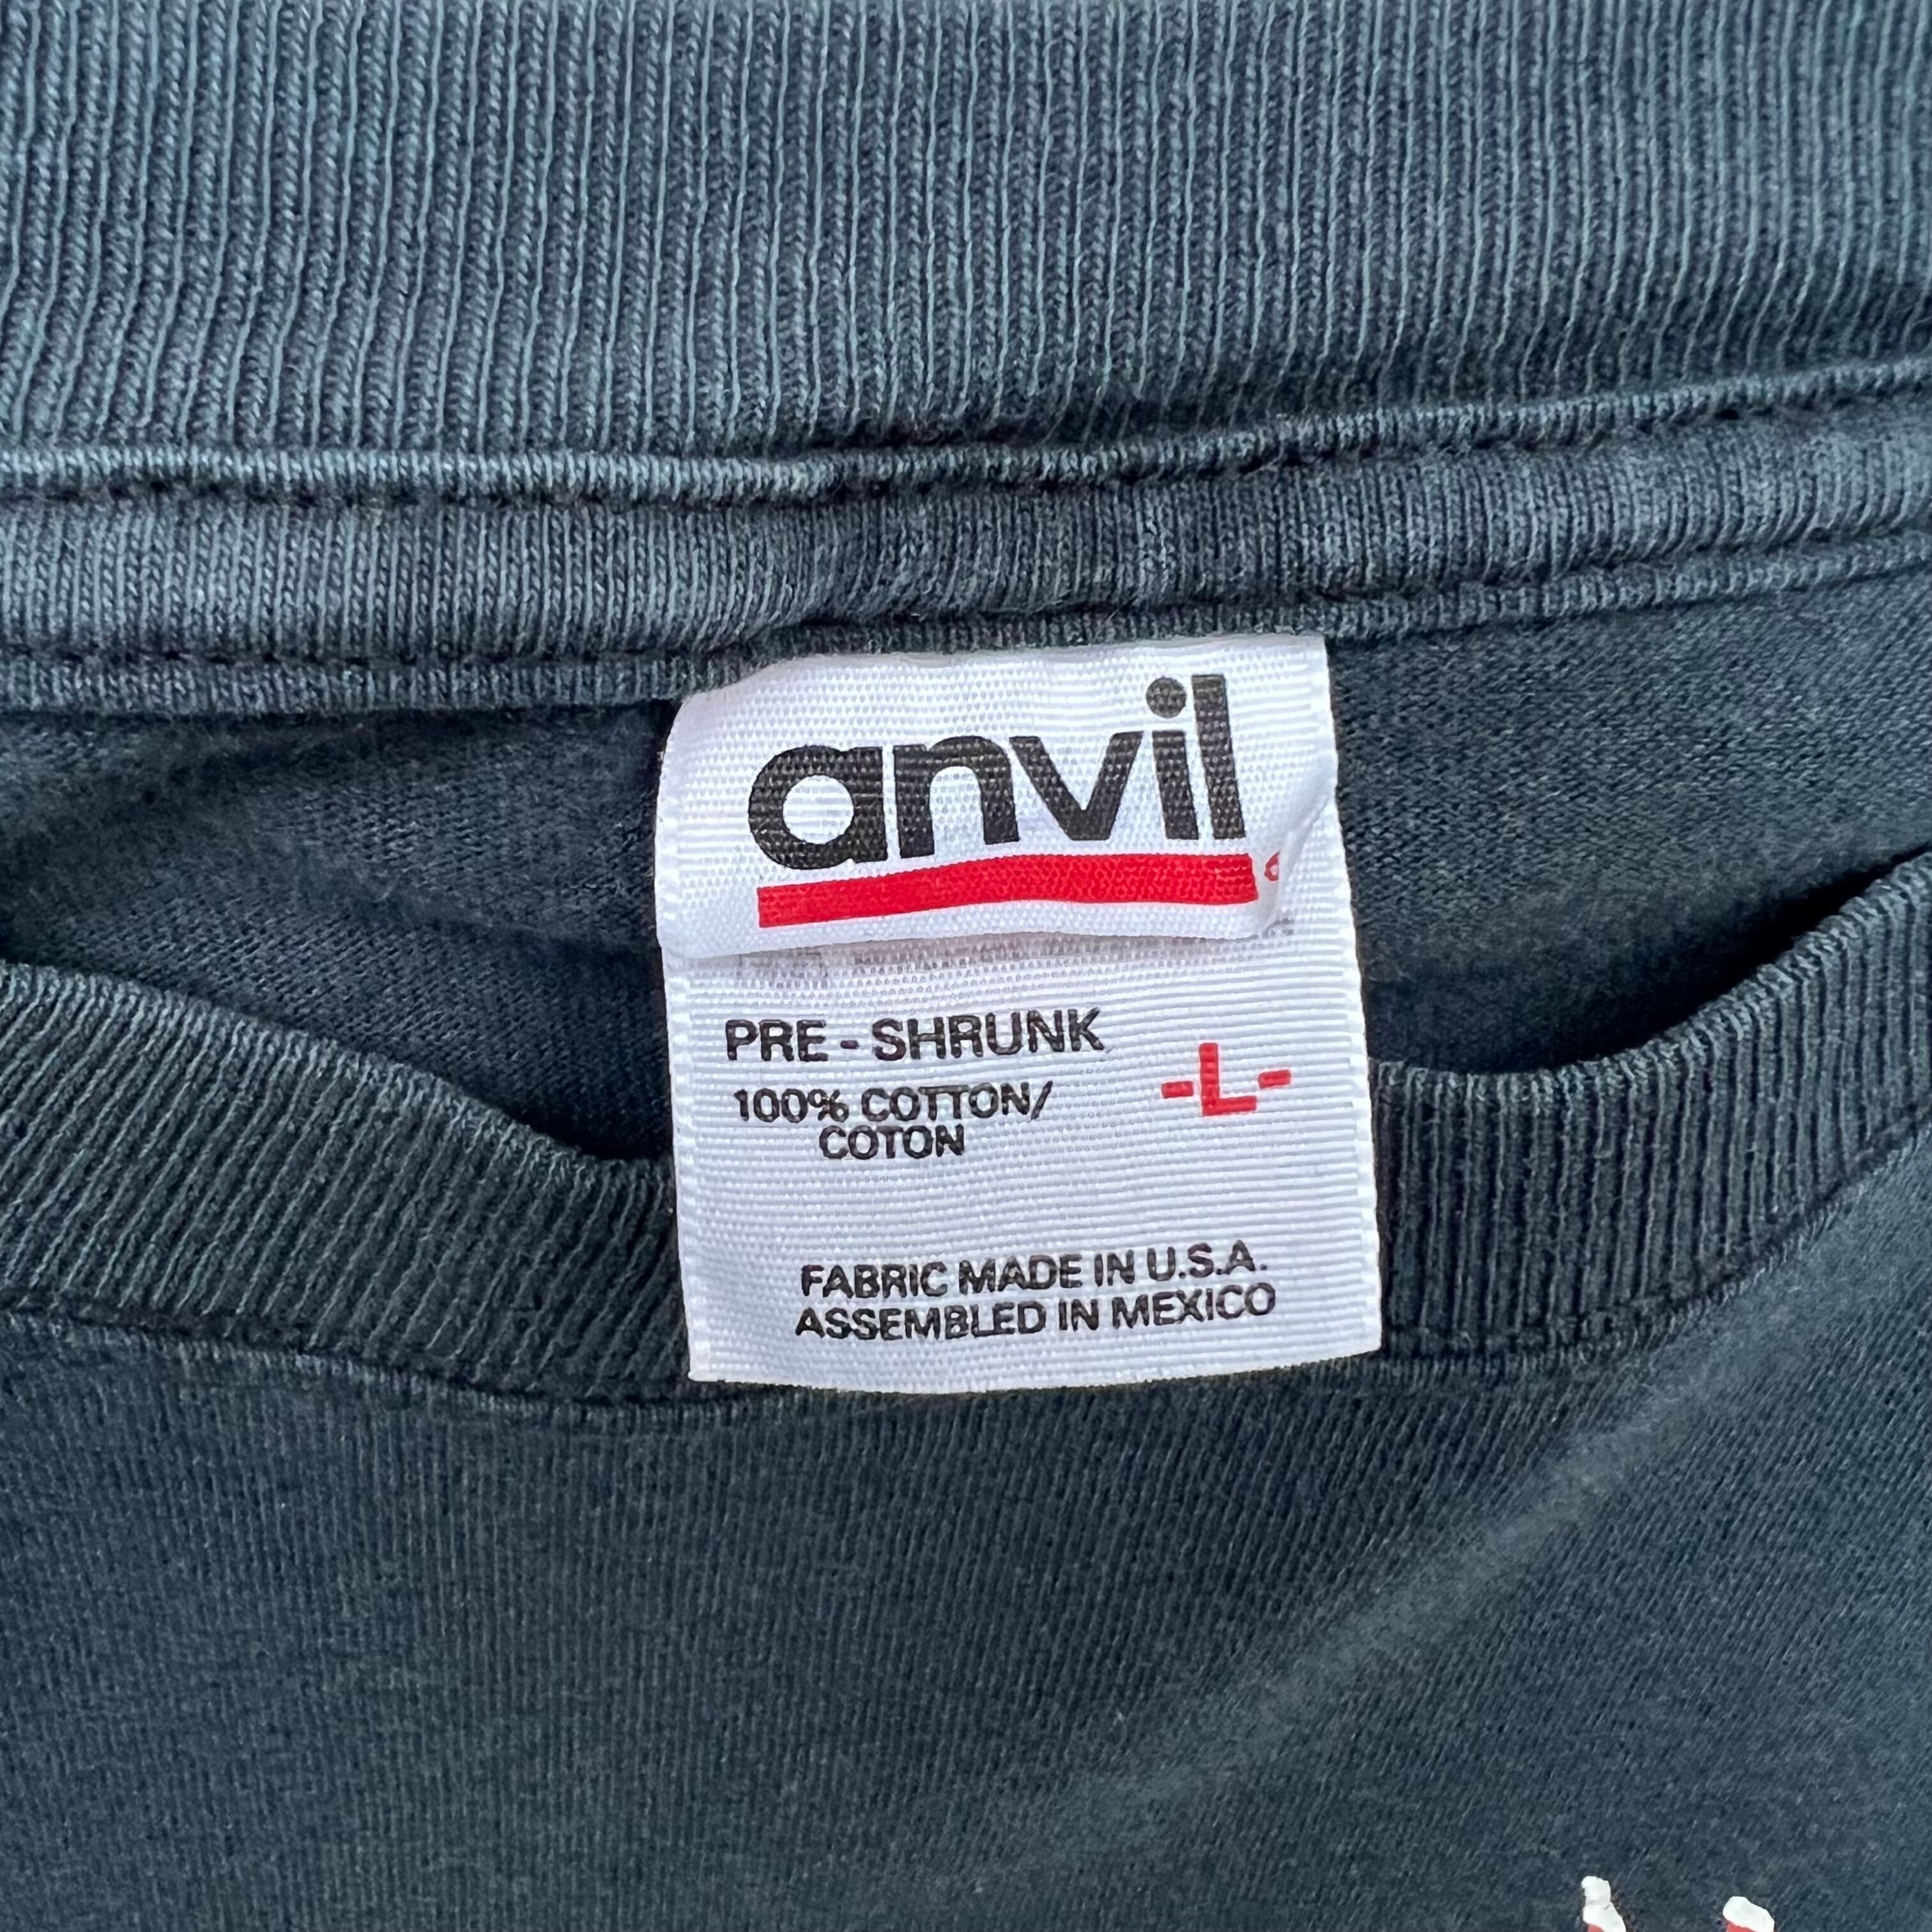 anvil
PRE - SHRUNK
-L-
100% COTTON/
COTON
FABRIC MADE IN U.S.A.
ASSEMBLED IN MEXICO